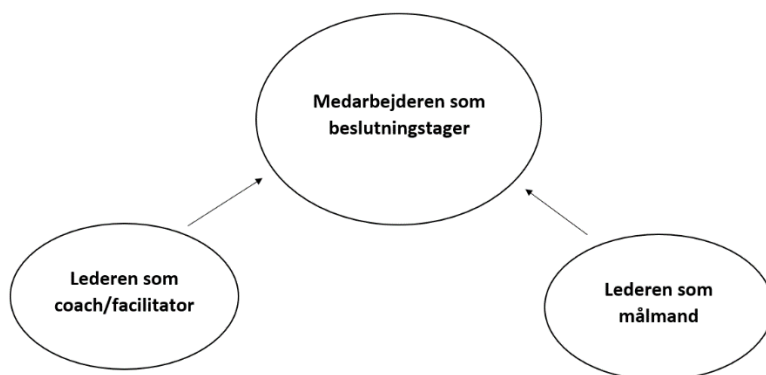 Medarbejderen som
beslutningstager
Lederen som
coach/facilitator
Lederen som
målmand